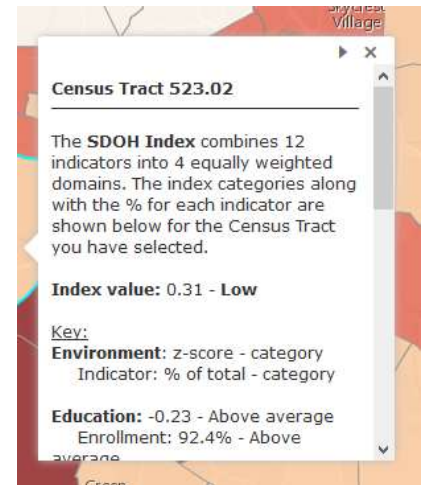 Village
Census Tract 523.02
The SDOH Index combines 12
indicators into 4 equally weighted
domains. The index categories along
with the % for each indicator are
shown below for the Census Tract
you have selected.
Index value: 0.31 - Low
Key:
Environment: z-score - category
Indicator: % of total - category
Education: -0.23 - Above average
Enrollment: 92.4% - Above
average